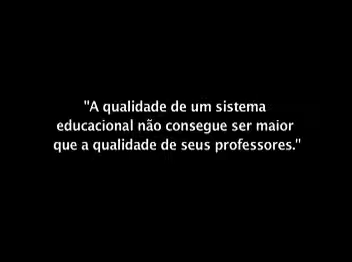 "A qualidade de um sistema
educacional não consegue ser maior
que a qualidade de seus professores."